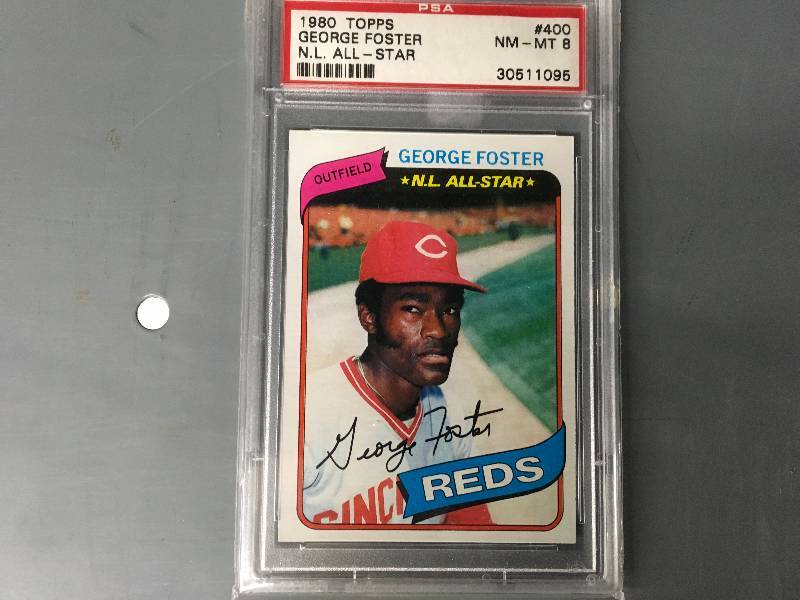 PSA
1980 TOPPS #400
GEORGE FOSTER NM-MT 8
N.L. ALL-STAR
30511095
OUTFIELD
GEORGE FOSTER
★N.L. ALL-STAR★
C
George Foster
REDS
CINCI